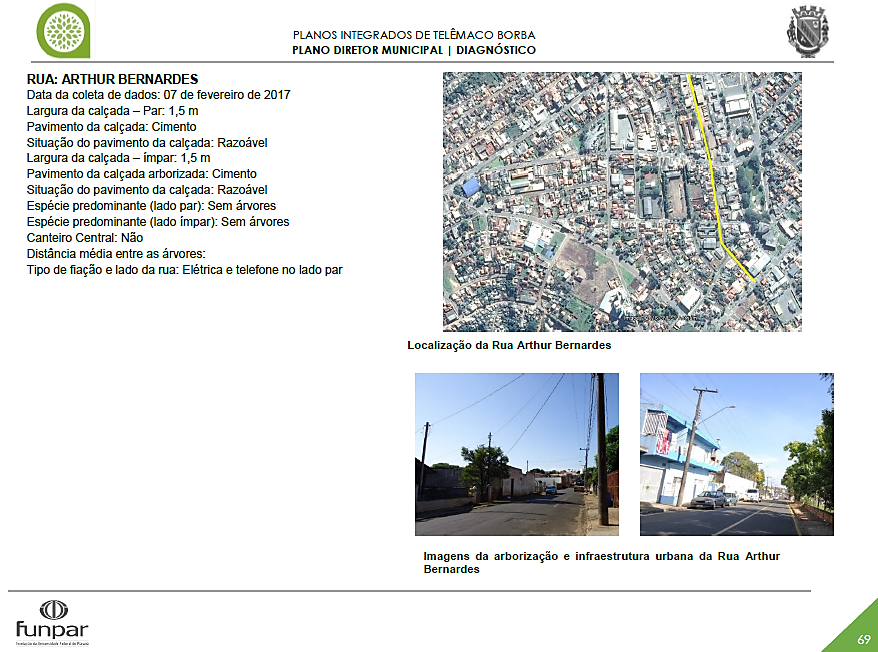 PLANOS INTEGRADOS DE TELÊMACO BORBA
PLANO DIRETOR MUNICIPAL | DIAGNÓSTICO
RUA: ARTHUR BERNARDES
Data da coleta de dados: 07 de fevereiro de 2017
Largura da calçada – Par: 1,5 m
Pavimento da calçada: Cimento
Situação do pavimento da calçada: Razoável
Largura da calçada – ímpar: 1,5 m
Pavimento da calçada arborizada: Cimento
Situação do pavimento da calçada: Razoável
Espécie predominante (lado par): Sem árvores
Espécie predominante (lado ímpar): Sem árvores
Canteiro Central: Não
Distância média entre as árvores:
Tipo de fiação e lado da rua: Elétrica e telefone no lado par
Localização da Rua Arthur Bernardes
Imagens da arborização e infraestrutura urbana da Rua Arthur
Bernardes
funpar
Fundação da Universidade Federal do Paraná
69